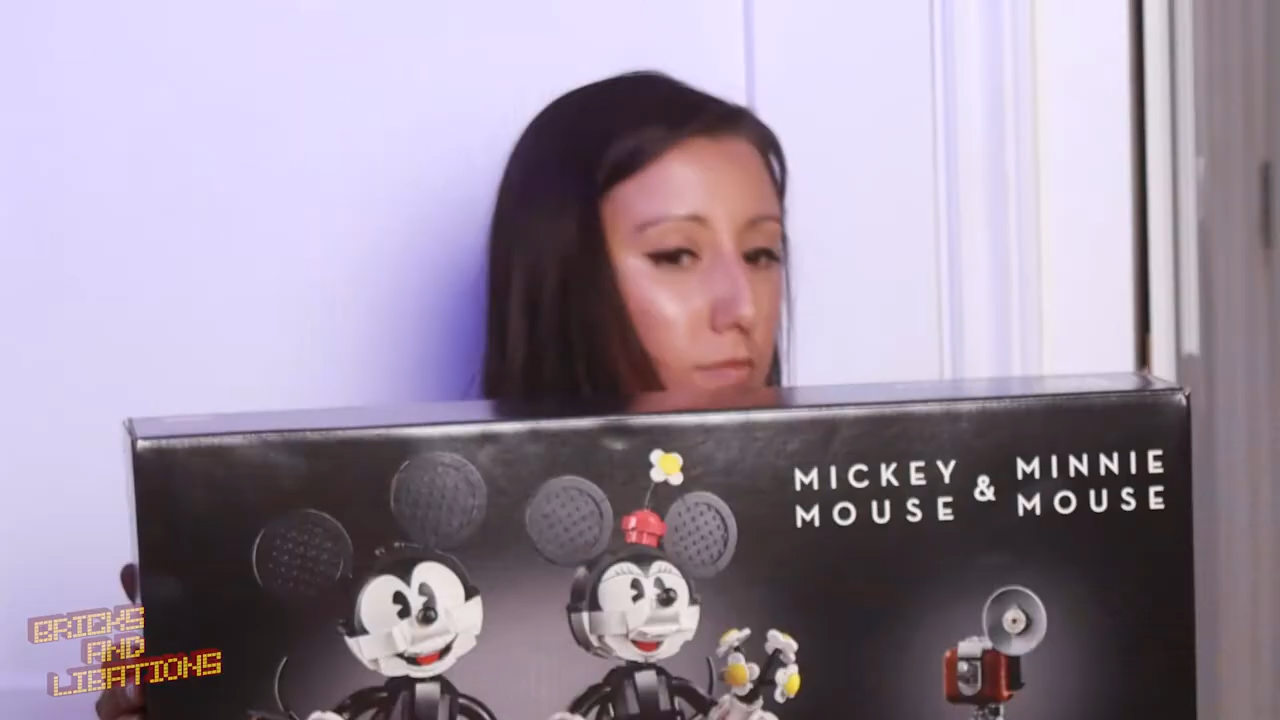 MICKEY
MOUSE
&
MINNIE
MOUSE
BRICKS
AND
LIBATIONS